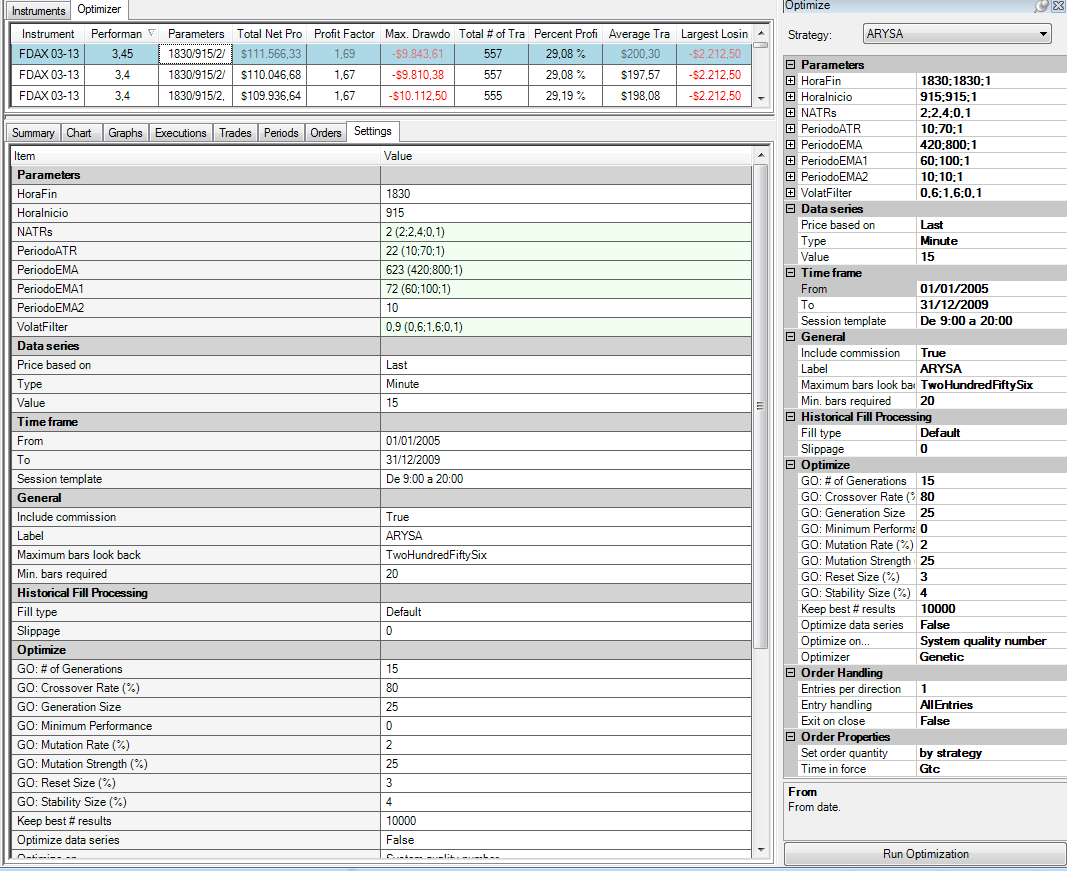 Instruments Optimizer
Instrument Performan Parameters Total Net Pro Profit Factor Max. Drawdo Total # of Tra Percent Profi Average Tra Largest Losin
FDAX 03-13 3,45 1830/915/2/ $111.566,33 1,69 -$9.843,61 557 29,08 % $200,30 -$2.212,50
FDAX 03-13 3,4 1830/915/2/ $110.046,68 1,67 -$9.810,38 557 29,08 % $197,57 -$2.212,50
FDAX 03-13 3,4 1830/915/2, $109.936,64 1,67 -$10.112,50 555 29,19 % $198,08 -$2.212,50
Summary Chart Graphs Executions Trades Periods Orders Settings
Item Value
Parameters
HoraFin 1830
HoraInicio 915
NATRs 2 (2;2,4;0,1)
PeriodoATR 22 (10;70;1)
PeriodoEMA 623 (420;800;1)
PeriodoEMA1 72 (60;100;1)
PeriodoEMA2 10
VolatFilter 0,9 (0,6;1,6;0,1)
Data series
Price based on Last
Type Minute
Value 15
Time frame
From 01/01/2005
To 31/12/2009
Session template De 9:00 a 20:00
General
Include commission True
Label ARYSA
Maximum bars look back TwoHundredFiftySix
Min. bars required 20
Historical Fill Processing
Fill type Default
Slippage 0
Optimize
GO: # of Generations 15
GO: Crossover Rate (%) 80
GO: Generation Size 25
GO: Minimum Performance 0
GO: Mutation Rate (%) 2
GO: Mutation Strength (%) 25
GO: Reset Size (%) 3
GO: Stability Size (%) 4
Keep best # results 10000
Optimize data series False
Optimize on... System quality number
Optimize
Strategy: ARYSA
Parameters
HoraFin 1830;1830;1
HoraInicio 915;915;1
NATRs 2;2,4;0,1
PeriodoATR 10;70;1
PeriodoEMA 420;800;1
PeriodoEMA1 60;100;1
PeriodoEMA2 10;10;1
VolatFilter 0,6;1,6;0,1
Data series
Price based on Last
Type Minute
Value 15
Time frame
From 01/01/2005
To 31/12/2009
Session template De 9:00 a 20:00
General
Include commission True
Label ARYSA
Maximum bars look bac TwoHundredFiftySix
Min. bars required 20
Historical Fill Processing
Fill type Default
Slippage 0
Optimize
GO: # of Generations 15
GO: Crossover Rate (% 80
GO: Generation Size 25
GO: Minimum Performa 0
GO: Mutation Rate (%) 2
GO: Mutation Strength 25
GO: Reset Size (%) 3
GO: Stability Size (%) 4
Keep best # results 10000
Optimize data series False
Optimize on... System quality number
Optimizer Genetic
Order Handling
Entries per direction 1
Entry handling AllEntries
Exit on close False
Order Properties
Set order quantity by strategy
Time in force Gtc
From
From date.
Run Optimization